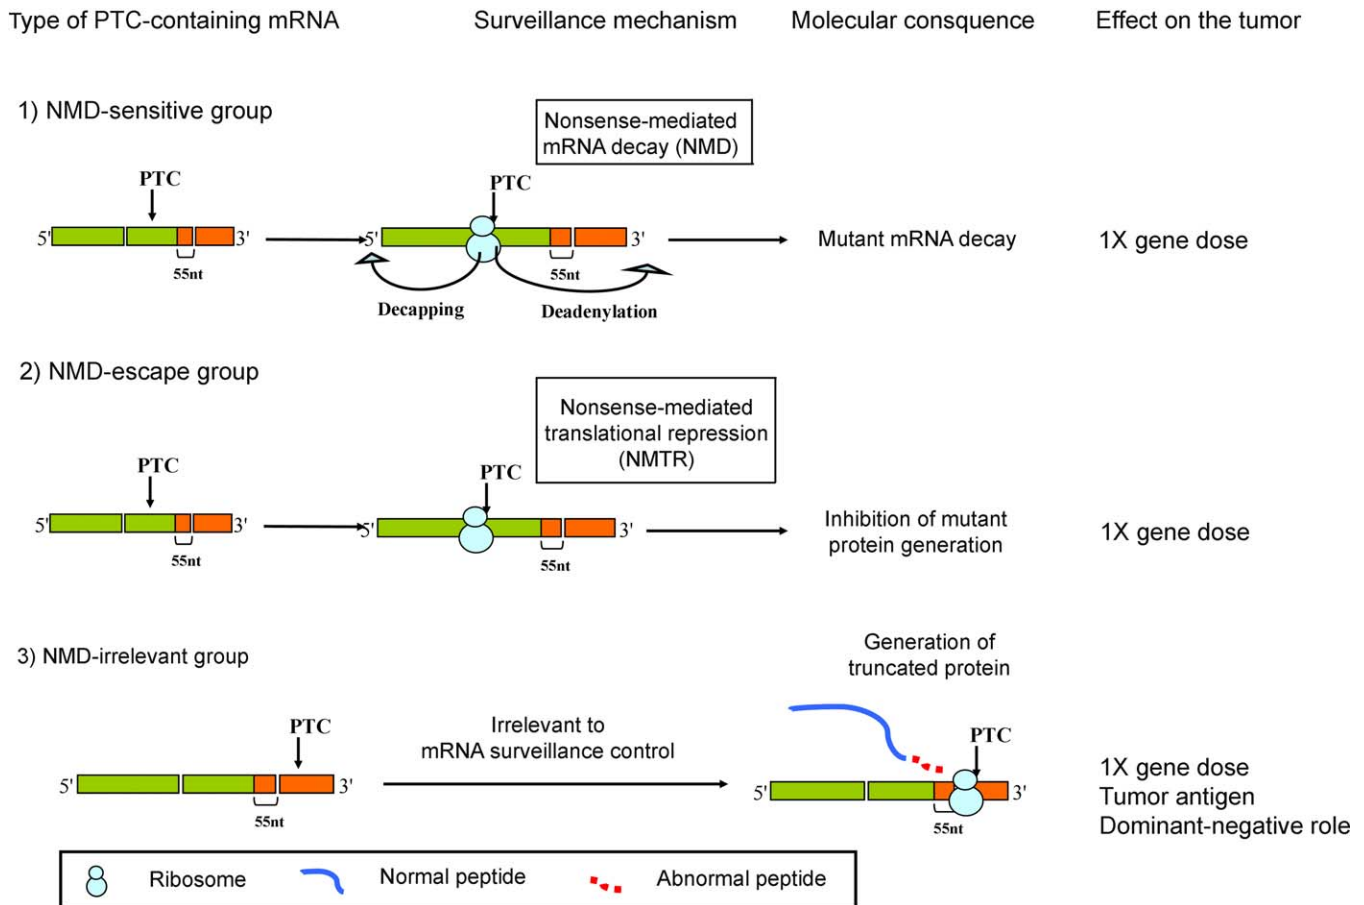 Type of PTC-containing mRNA
Surveillance mechanism
Molecular consquence
Effect on the tumor
1) NMD-sensitive group
Nonsense-mediated
mRNA decay (NMD)
PTC
5'
3'
55nt
PTC
5'
3'
55nt
Decapping
Deadenylation
Mutant mRNA decay
1X gene dose
2) NMD-escape group
Nonsense-mediated
translational repression
(NMTR)
PTC
5'
3'
55nt
PTC
5'
3'
55nt
Inhibition of mutant
protein generation
1X gene dose
3) NMD-irrelevant group
PTC
5'
3'
55nt
Irrelevant to
mRNA surveillance control
Generation of
truncated protein
PTC
5'
3'
55nt
1X gene dose
Tumor antigen
Dominant-negative role
Ribosome
Normal peptide
Abnormal peptide